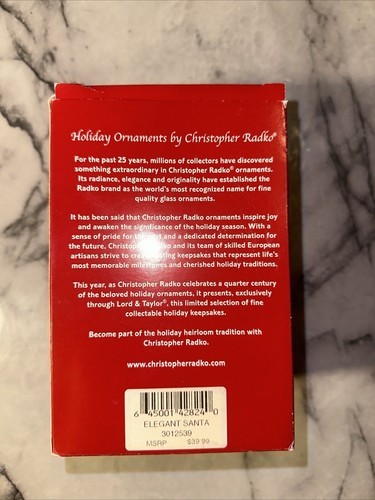 Holiday Ornaments by Christopher Radko®
For the past 25 years, millions of collectors have discovered
something extraordinary in Christopher Radko® ornaments.
Its radiance, elegance and originality have established the
Radko brand as the world's most recognized name for fine
quality glass ornaments.
It has been said that Christopher Radko ornaments inspire joy
and awaken the significance of the holiday season. With a
sense of pride for the and a dedicated determination for
the future, Christopher and its team of skilled European
artisans strive to create keepsakes that represent life's
most memorable milestones and cherished holiday traditions.
This year, as Christopher Radko celebrates a quarter century
of the beloved holiday ornaments, it presents, exclusively
through Lord & Taylor®, this limited selection of fine
collectable holiday keepsakes.
Become part of the holiday heirloom tradition with
Christopher Radko.
www.christopherradko.com
6 45001 42824 0
ELEGANT SANTA
3012539
MSRP $39.99